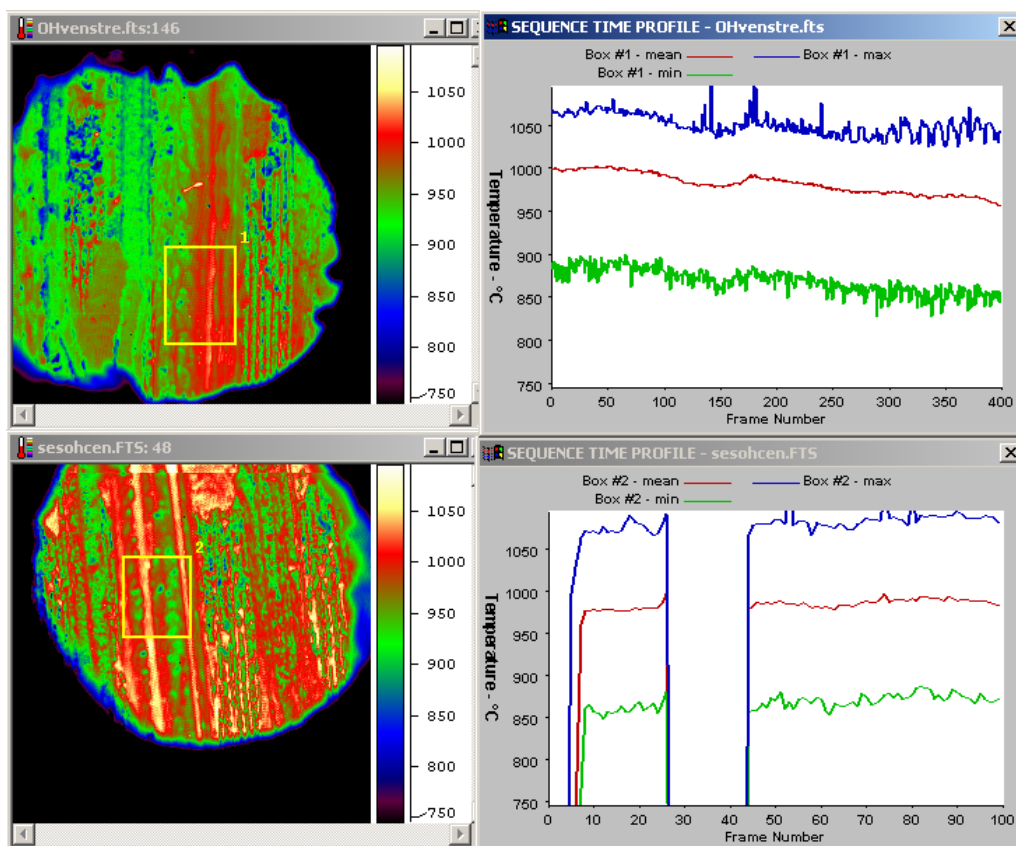 OHvenstre.fts:146
1
1050
1000
950
900
850
800
750
SEQUENCE TIME PROFILE - OHvenstre.fts
Box #1 - mean
Box #1 - max
Box #1 - min
Temperature - °C
1050
1000
950
900
850
800
750
0 50 100 150 200 250 300 350 400
Frame Number
sesohcen.FTS: 48
2
1050
1000
950
900
850
800
750
SEQUENCE TIME PROFILE - sesohcen.FTS
Box #2 - mean
Box #2 - max
Box #2 - min
Temperature - °C
1050
1000
950
900
850
800
750
0 10 20 30 40 50 60 70 80 90 100
Frame Number